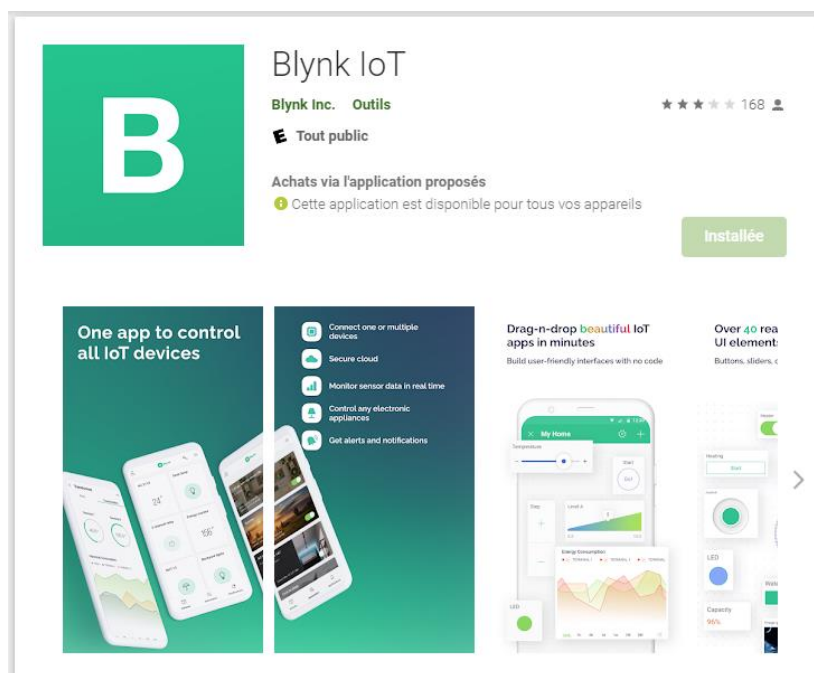 B
Blynk IoT
Blynk Inc. Outils
168
E Tout public
Achats via l'application proposés
Cette application est disponible pour tous vos appareils
Installée
One app to control
all IoT devices
Connect one or multiple
devices
Secure cloud
Monitor sensor data in real time
Control any electronic
appliances
Get alerts and notifications
Drag-n-drop beautiful IoT
apps in minutes
Build user-friendly interfaces with no code
My Home
Temperature
Start
Step
Level A
Energy Consumption
LED
Over 40 rea
UI element
Buttons, sliders, c
Heating
Start
LED
Capacity
96%